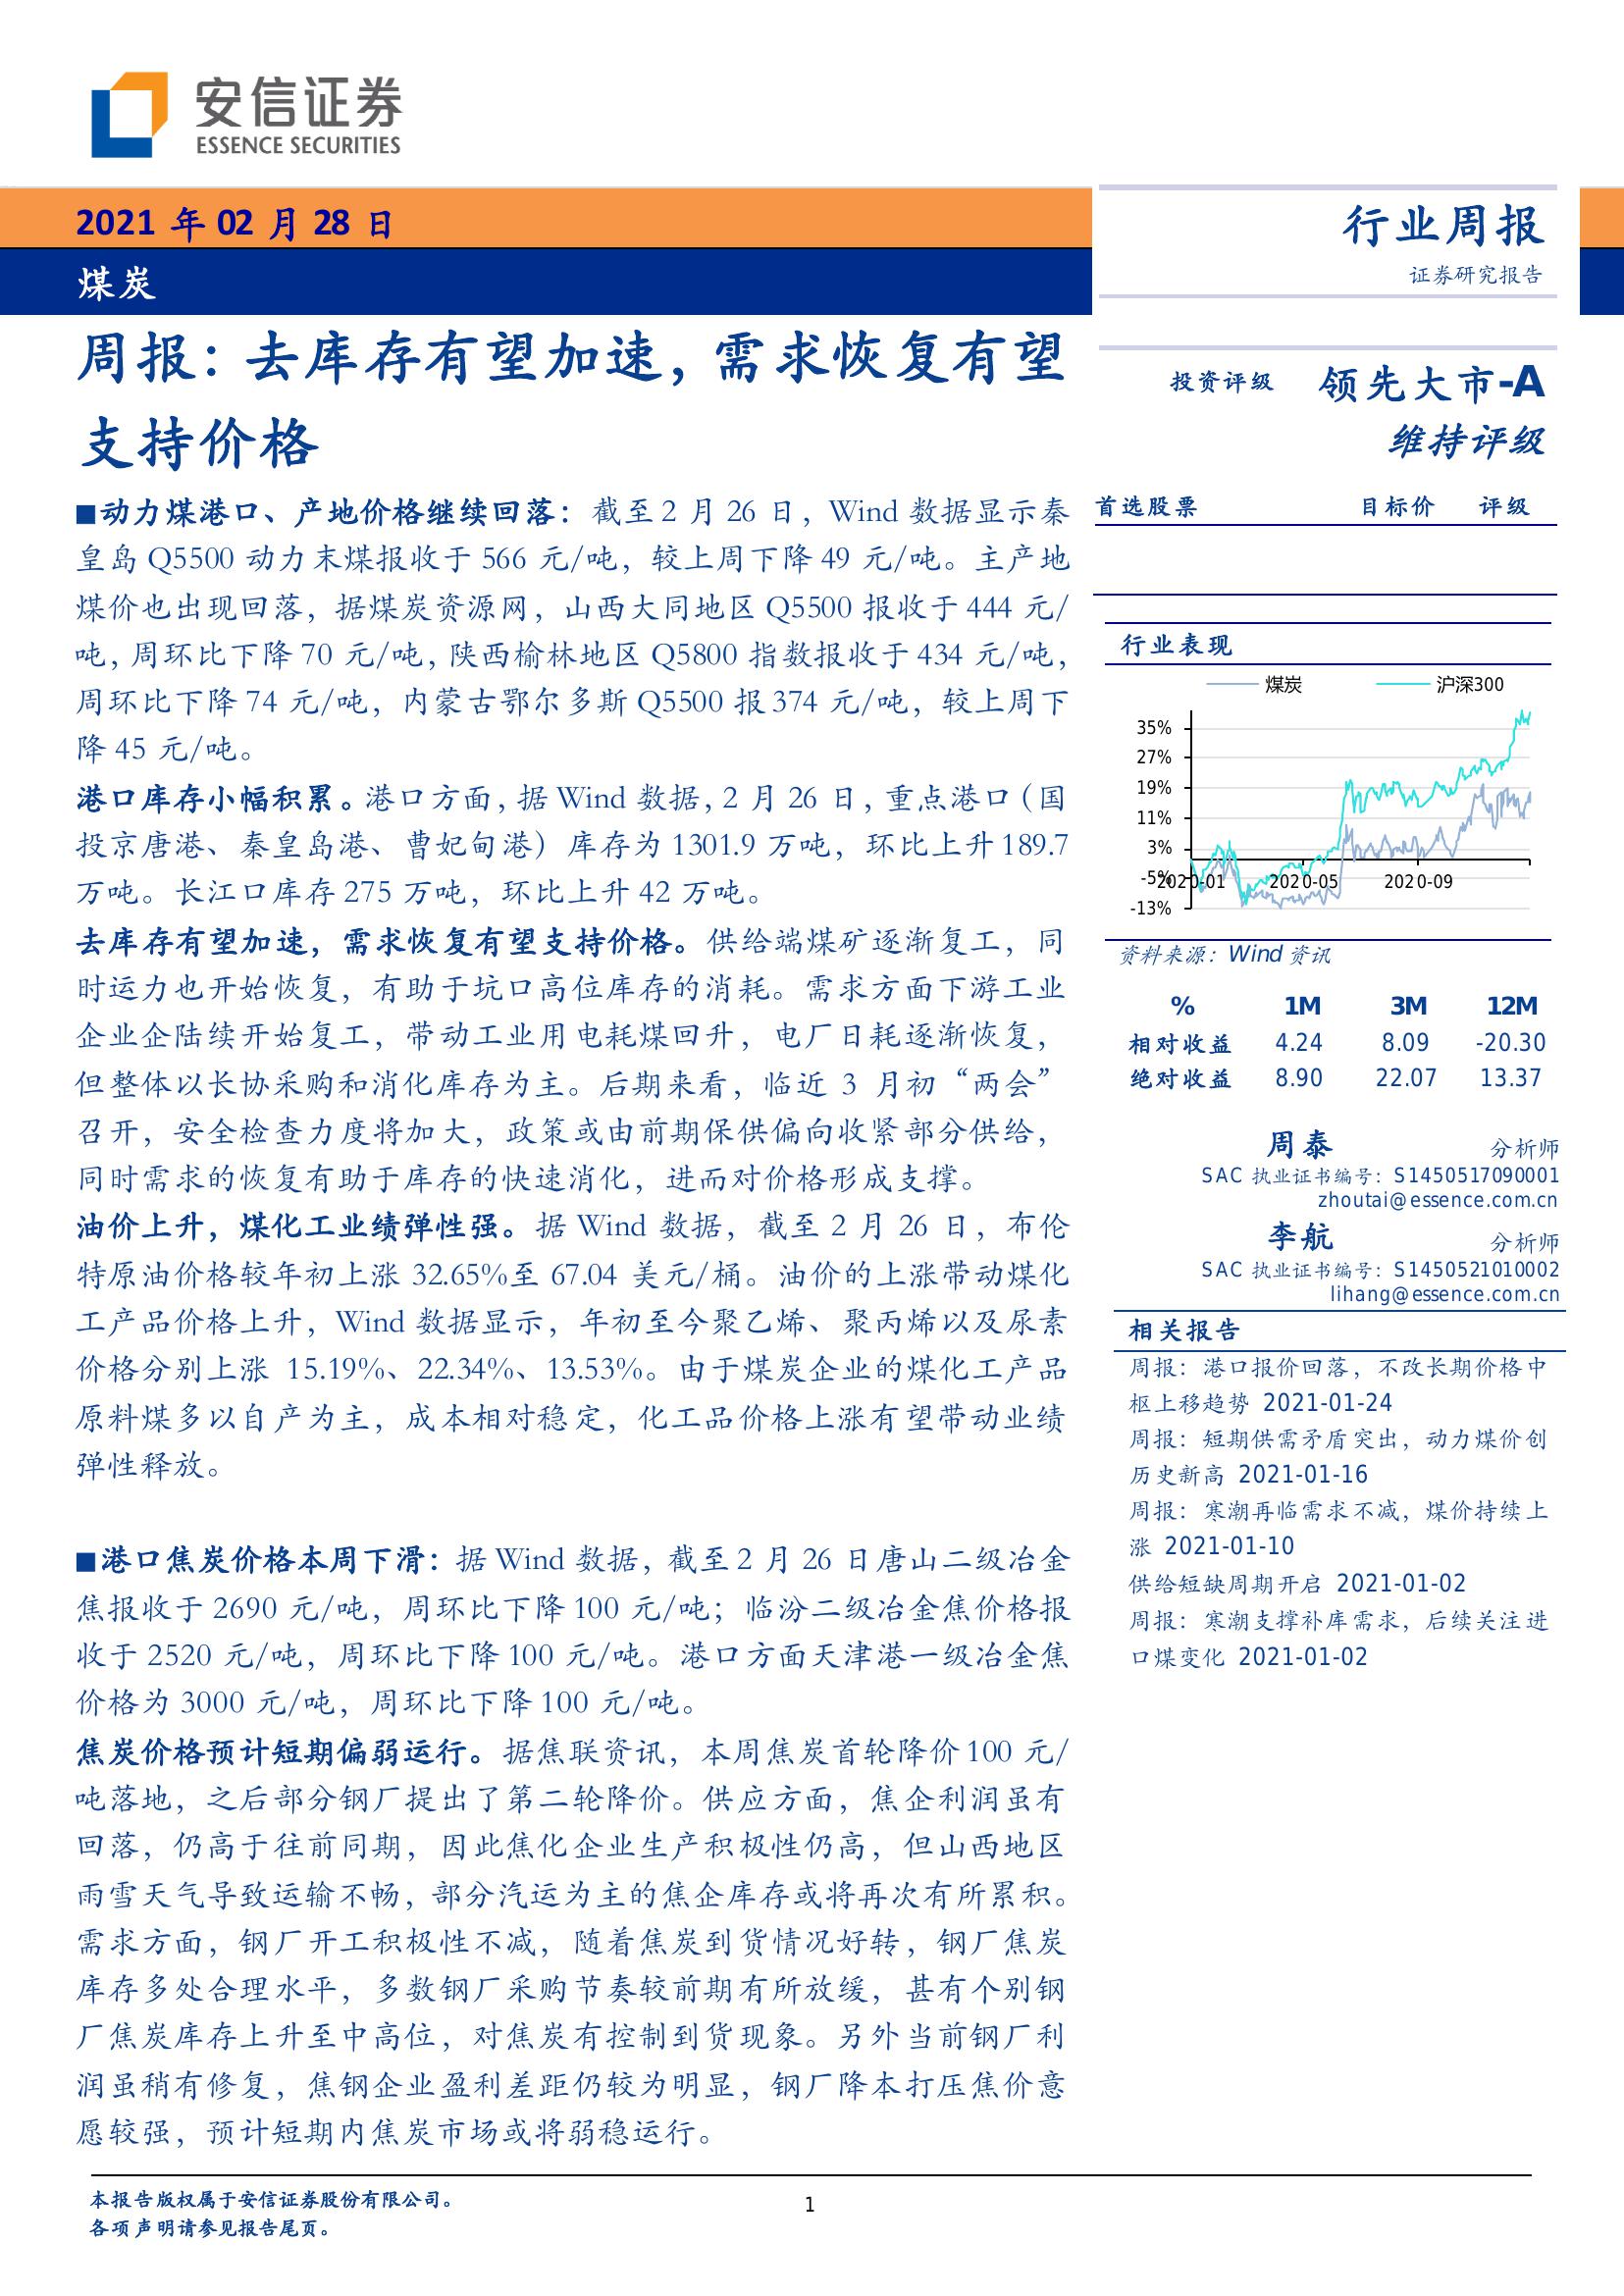 安信证券
ESSENCE SECURITIES
2021 年 02 月 28 日
煤炭
行业周报
证券研究报告
周报：去库存有望加速，需求恢复有望
支持价格
■动力煤港口、产地价格继续回落：截至 2 月 26 日，Wind 数据显示秦
皇岛 Q5500 动力末煤报收于 566 元/吨，较上周下降 49 元/吨。主产地
煤价也出现回落，据煤炭资源网，山西大同地区 Q5500 报收于 444 元/
吨，周环比下降 70 元/吨，陕西榆林地区 Q5800 指数报收于 434 元/吨，
周环比下降 74 元/吨，内蒙古鄂尔多斯 Q5500 报 374 元/吨，较上周下
降 45 元/吨。
港口库存小幅积累。港口方面，据 Wind 数据，2 月 26 日，重点港口（国
投京唐港、秦皇岛港、曹妃甸港）库存为 1301.9 万吨，环比上升 189.7
万吨。长江口库存 275 万吨，环比上升 42 万吨。
去库存有望加速，需求恢复有望支持价格。供给端煤矿逐渐复工，同
时运力也开始恢复，有助于坑口高位库存的消耗。需求方面下游工业
企业企陆续开始复工，带动工业用电耗煤回升，电厂日耗逐渐恢复，
但整体以长协采购和消化库存为主。后期来看，临近 3 月初“两会”
召开，安全检查力度将加大，政策或由前期保供偏向收紧部分供给，
同时需求的恢复有助于库存的快速消化，进而对价格形成支撑。
油价上升，煤化工业绩弹性强。据 Wind 数据，截至 2 月 26 日，布伦
特原油价格较年初上涨 32.65%至 67.04 美元/桶。油价的上涨带动煤化
工产品价格上升，Wind 数据显示，年初至今聚乙烯、聚丙烯以及尿素
价格分别上涨 15.19%、22.34%、13.53%。由于煤炭企业的煤化工产品
原料煤多以自产为主，成本相对稳定，化工品价格上涨有望带动业绩
弹性释放。
■港口焦炭价格本周下滑：据 Wind 数据，截至 2 月 26 日唐山二级冶金
焦报收于 2690 元/吨，周环比下降 100 元/吨；临汾二级冶金焦价格报
收于 2520 元/吨，周环比下降 100 元/吨。港口方面天津港一级冶金焦
价格为 3000 元/吨，周环比下降 100 元/吨。
焦炭价格预计短期偏弱运行。据焦联资讯，本周焦炭首轮降价 100 元/
吨落地，之后部分钢厂提出了第二轮降价。供应方面，焦企利润虽有
回落，仍高于往前同期，因此焦化企业生产积极性仍高，但山西地区
雨雪天气导致运输不畅，部分汽运为主的焦企库存或将再次有所累积。
需求方面，钢厂开工积极性不减，随着焦炭到货情况好转，钢厂焦炭
库存多处合理水平，多数钢厂采购节奏较前期有所放缓，甚有个别钢
厂焦炭库存上升至中高位，对焦炭有控制到货现象。另外当前钢厂利
润虽稍有修复，焦钢企业盈利差距仍较为明显，钢厂降本打压焦价意
愿较强，预计短期内焦炭市场或将弱稳运行。
投资评级 领先大市-A
维持评级
首选股票 目标价 评级
行业表现
煤炭 沪深300
35%
27%
19%
11%
3%
-5%
-13%
2020-01 2020-05 2020-09
资料来源：Wind 资讯
% 1M 3M 12M
相对收益 4.24 8.09 -20.30
绝对收益 8.90 22.07 13.37
周泰 分析师
SAC 执业证书编号：S1450517090001
zhoutai@essence.com.cn
李航 分析师
SAC 执业证书编号：S1450521010002
lihang@essence.com.cn
相关报告
周报：港口报价回落，不改长期价格中
枢上移趋势 2021-01-24
周报：短期供需矛盾突出，动力煤价创
历史新高 2021-01-16
周报：寒潮再临需求不减，煤价持续上
涨 2021-01-10
供给短缺周期开启 2021-01-02
周报：寒潮支撑补库需求，后续关注进
口煤变化 2021-01-02
本报告版权属于安信证券股份有限公司。
各项声明请参见报告尾页。
1